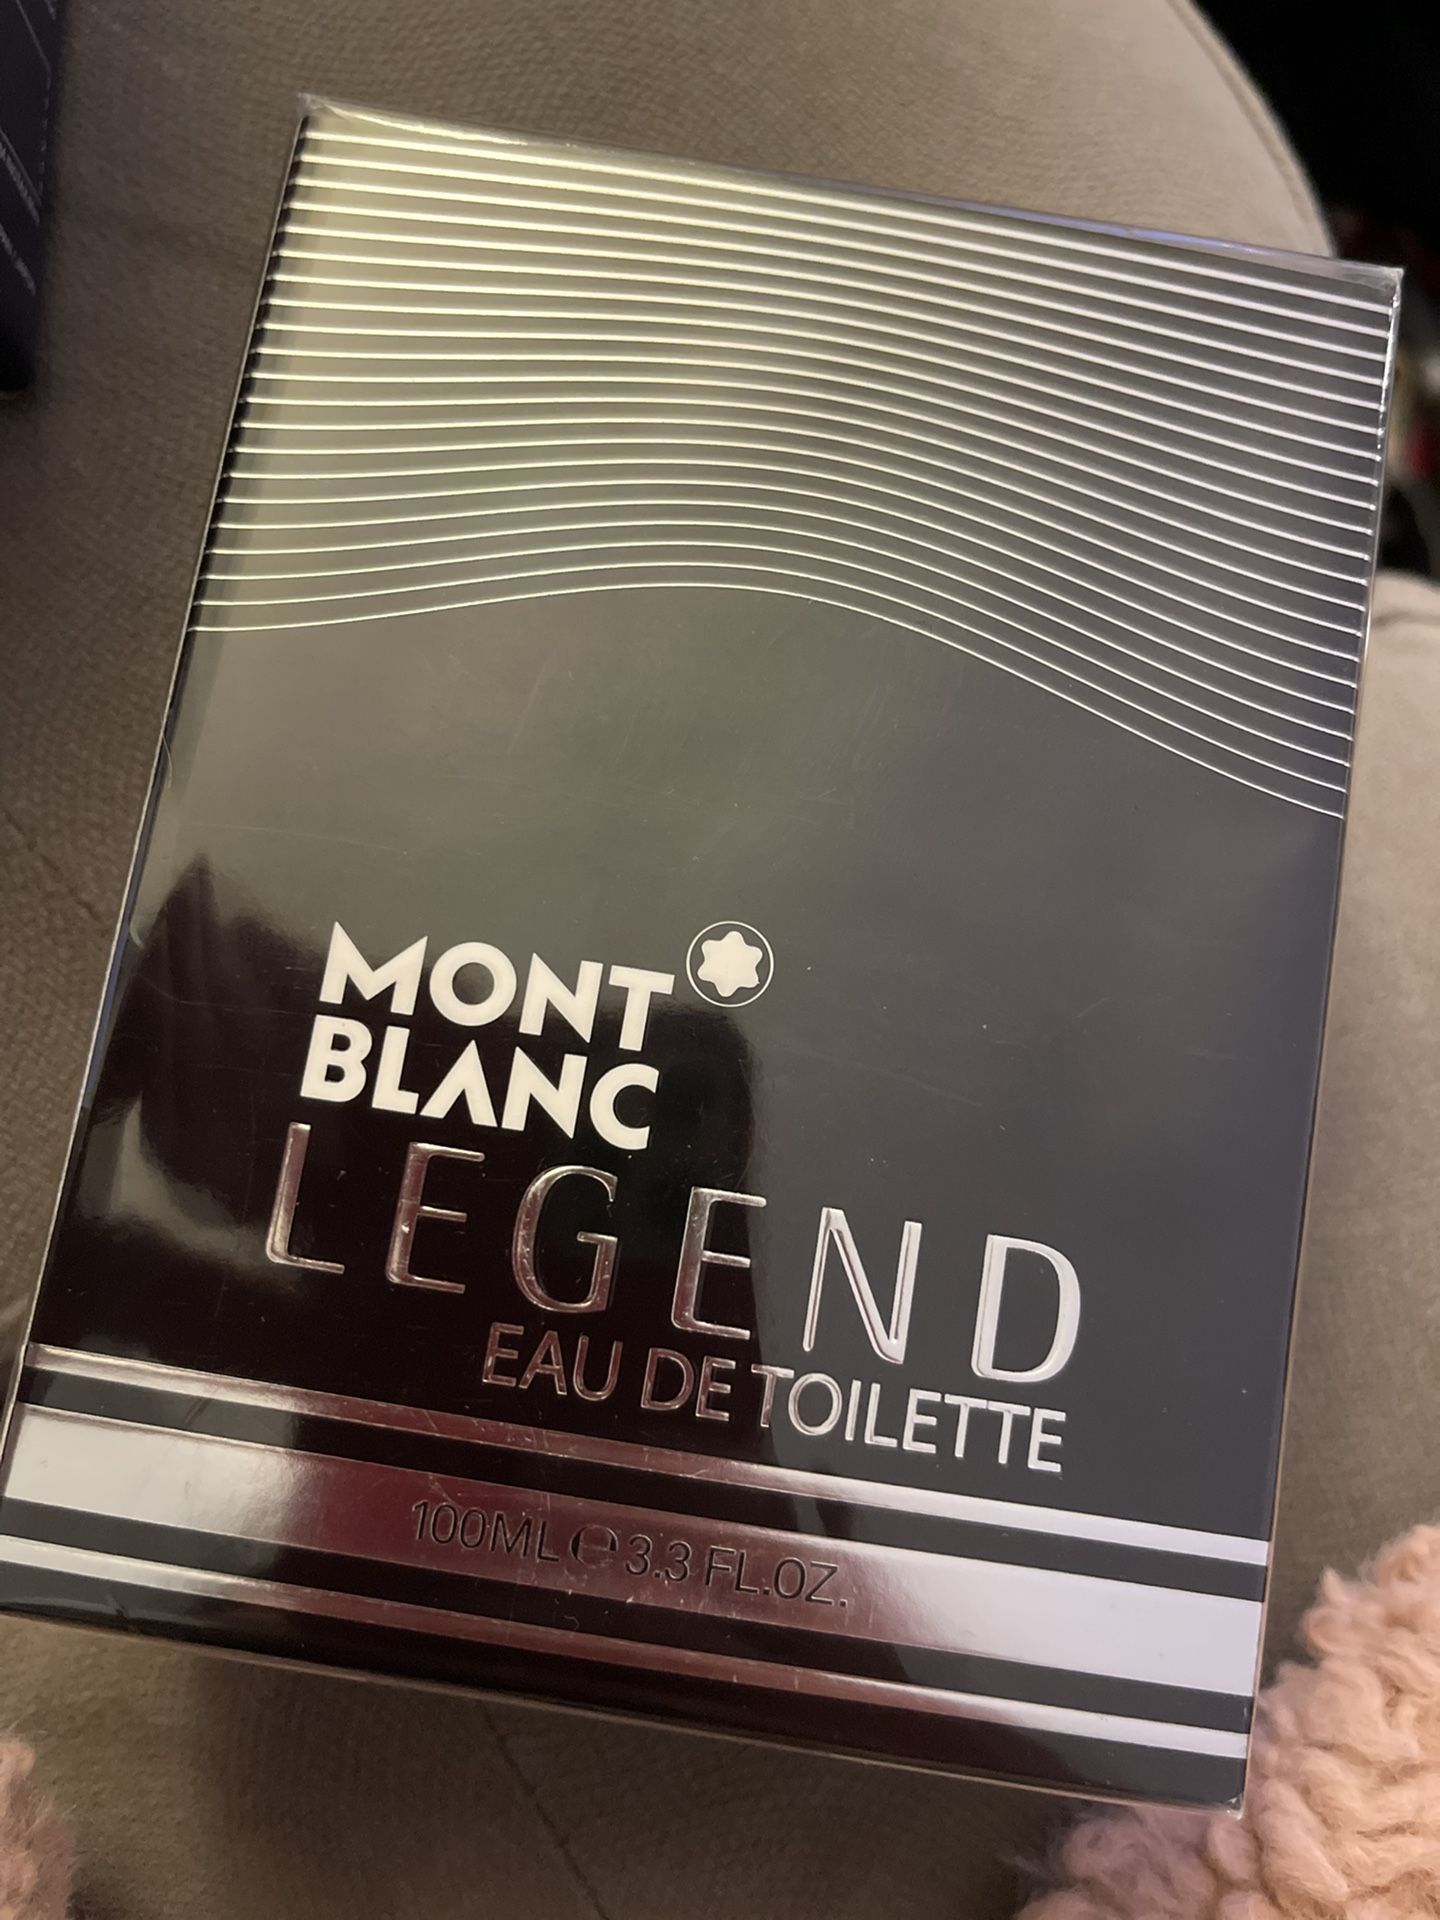 MONT
BLANC
LEGEND
EAU DE TOILETTE
100ML ℮ 3.3 FL.OZ.